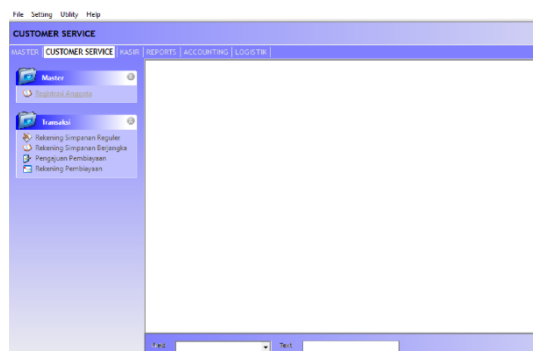 File Setting Utility Help
CUSTOMER SERVICE
MASTER CUSTOMER SERVICE KASIR REPORTS ACCOUNTING LOGISTIK
Master
Registrasi Anggota
Transaksi
Rekening Simpanan Reguler
Rekening Simpanan Berjangka
Pengajuan Pembiayaan
Rekening Pembiayaan
Field Text